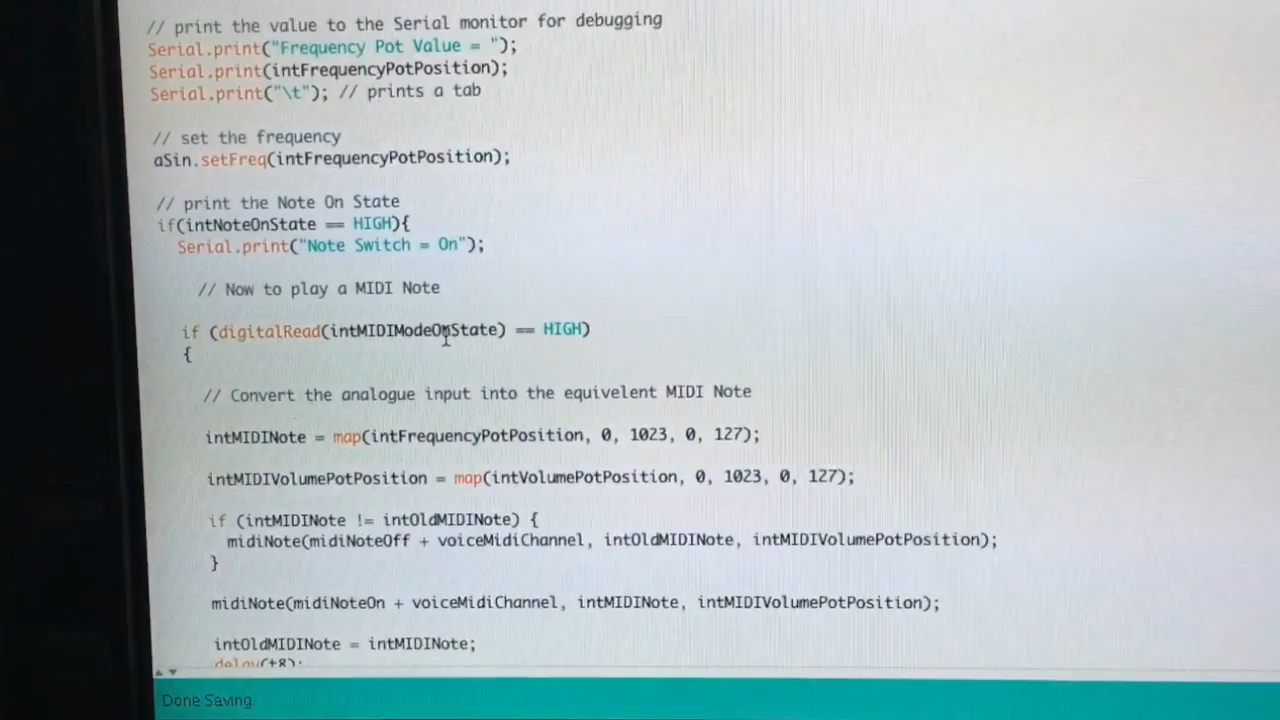 // print the value to the Serial monitor for debugging
Serial.print("Frequency Pot Value = ");
Serial.print(intFrequencyPotPosition);
Serial.print("\t"); // prints a tab
// set the frequency
aSin.setFreq(intFrequencyPotPosition);
// print the Note On State
if(intNoteOnState == HIGH){
Serial.print("Note Switch = On");
// Now to play a MIDI Note
if (digitalRead(intMIDIModeOnState) == HIGH)
{
// Convert the analogue input into the equivelent MIDI Note
intMIDINote = map(intFrequencyPotPosition, 0, 1023, 0, 127);
intMIDIVolumePotPosition = map(intVolumePotPosition, 0, 1023, 0, 127);
if (intMIDINote != intOldMIDINote) {
midiNote(midiNoteOff + voiceMidiChannel, intOldMIDINote, intMIDIVolumePotPosition);
}
midiNote(midiNoteOn + voiceMidiChannel, intMIDINote, intMIDIVolumePotPosition);
intOldMIDINote = intMIDINote;
Done Saving